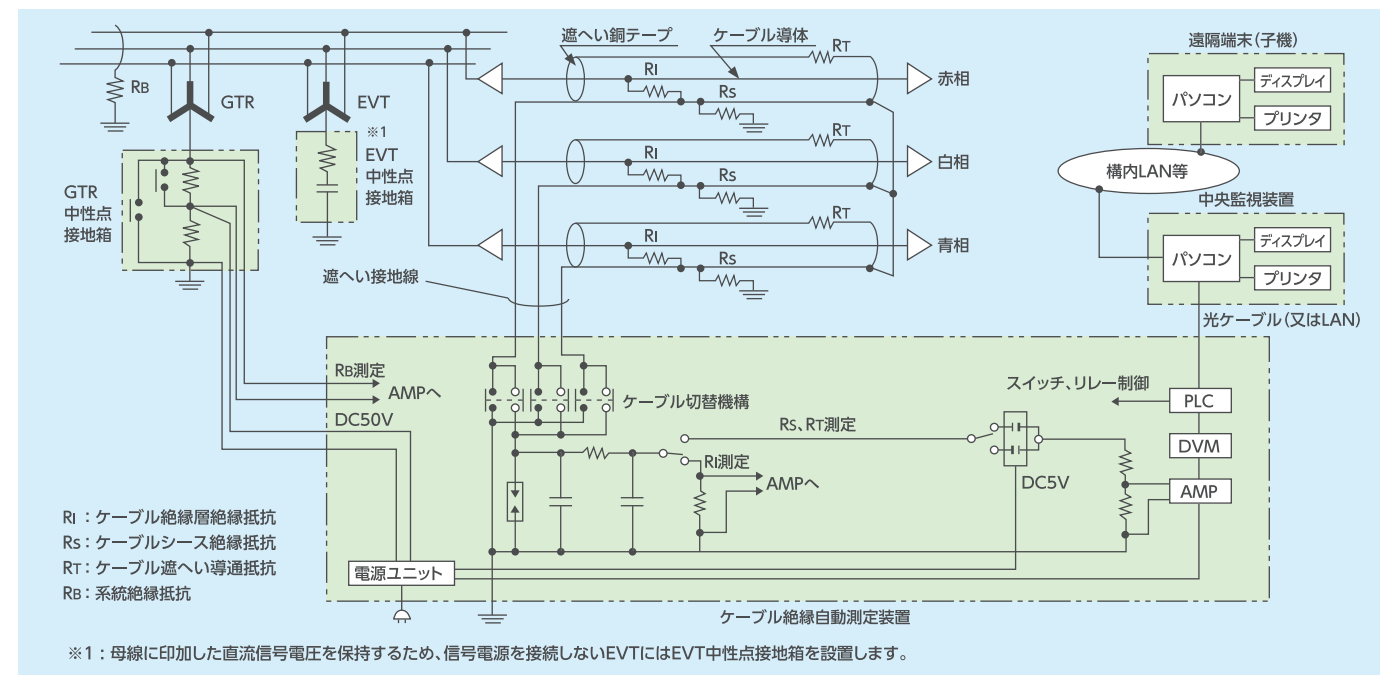 遮へい銅テープ
ケーブル導体
RB
GTR
EVT
※1
EVT
中性点
接地箱
GTR
中性点
接地箱
RT
RI
Rs
赤相
RT
RI
Rs
白相
RT
RI
Rs
青相
遮へい接地線
遠隔端末(子機)
パソコン
ディスプレイ
プリンタ
構内LAN等
中央監視装置
パソコン
ディスプレイ
プリンタ
光ケーブル(又はLAN)
RB測定
AMPへ
DC50V
ケーブル切替機構
Rs、RT測定
RI測定
AMPへ
DC5V
スイッチ、リレー制御
PLC
DVM
AMP
電源ユニット
ケーブル絶縁自動測定装置
RI:ケーブル絶縁層絶縁抵抗
Rs:ケーブルシース絶縁抵抗
RT:ケーブル遮へい導通抵抗
RB:系統絶縁抵抗
※1:母線に印加した直流信号電圧を保持するため、信号電源を接続しないEVTにはEVT中性点接地箱を設置します。